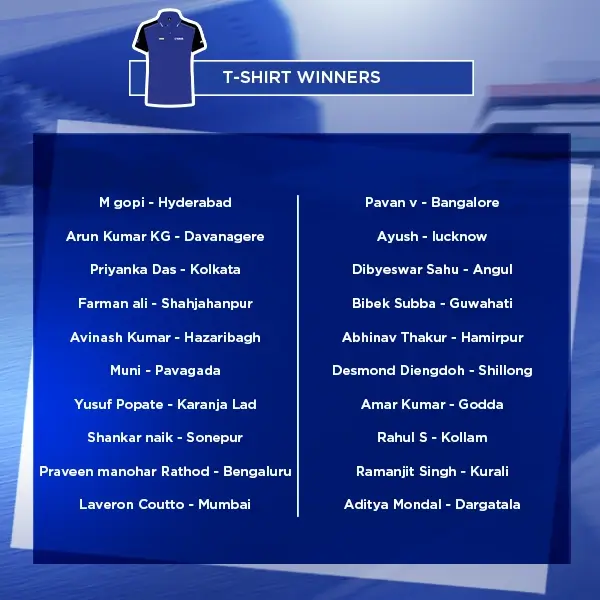 T-SHIRT WINNERS
M gopi - Hyderabad
Arun Kumar KG - Davanagere
Priyanka Das - Kolkata
Farman ali - Shahjahanpur
Avinash Kumar - Hazaribagh
Muni - Pavagada
Yusuf Popate - Karanja Lad
Shankar naik - Sonepur
Praveen manohar Rathod - Bengaluru
Laveron Coutto - Mumbai
Pavan v - Bangalore
Ayush - lucknow
Dibyeswar Sahu - Angul
Bibek Subba - Guwahati
Abhinav Thakur - Hamirpur
Desmond Diengdoh - Shillong
Amar Kumar - Godda
Rahul S - Kollam
Ramanjit Singh - Kurali
Aditya Mondal - Dargatala